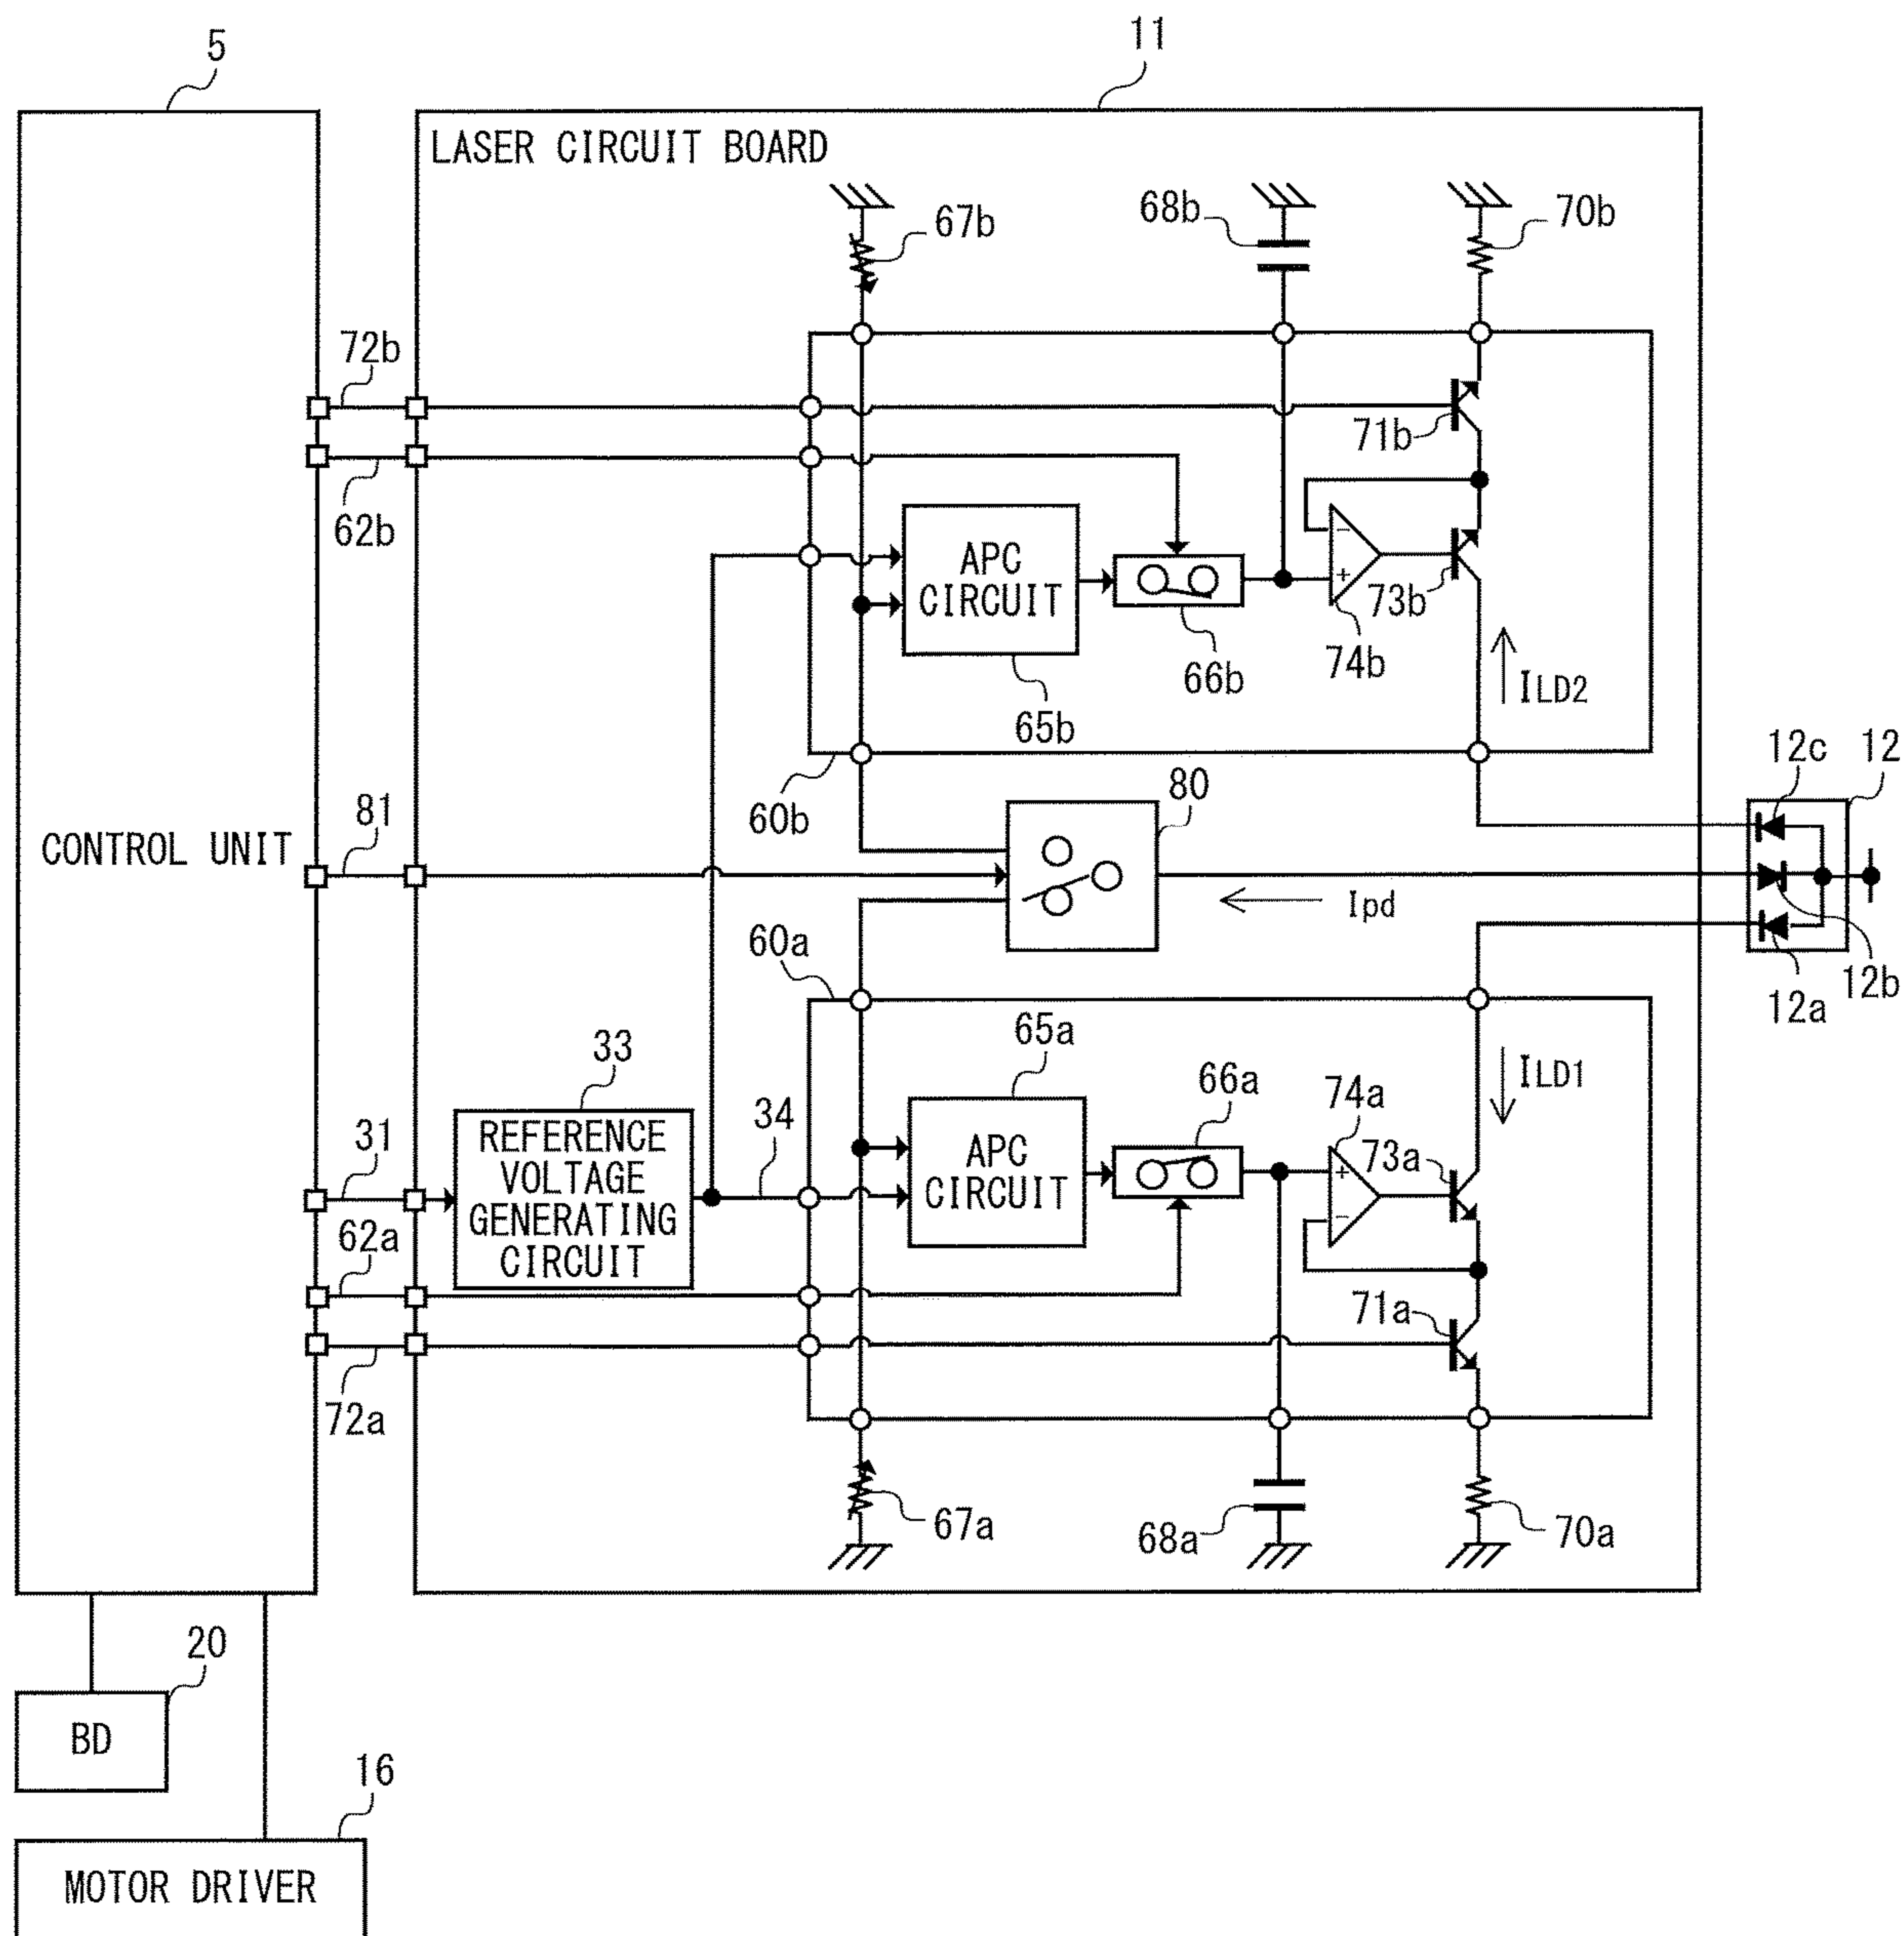 5
11
LASER CIRCUIT BOARD
67b
68b
70b
72b
71b
62b
APC
CIRCUIT
-
+
73b
74b
66b
ILD2
65b
12c
12
80
60b
81
CONTROL UNIT
Ipd
60a
12b
12a
65a
33
ILD1
66a
74a
34
31
REFERENCE
VOLTAGE
GENERATING
CIRCUIT
APC
CIRCUIT
73a
+
-
62a
71a
72a
67a
68a
70a
20
BD
16
MOTOR DRIVER